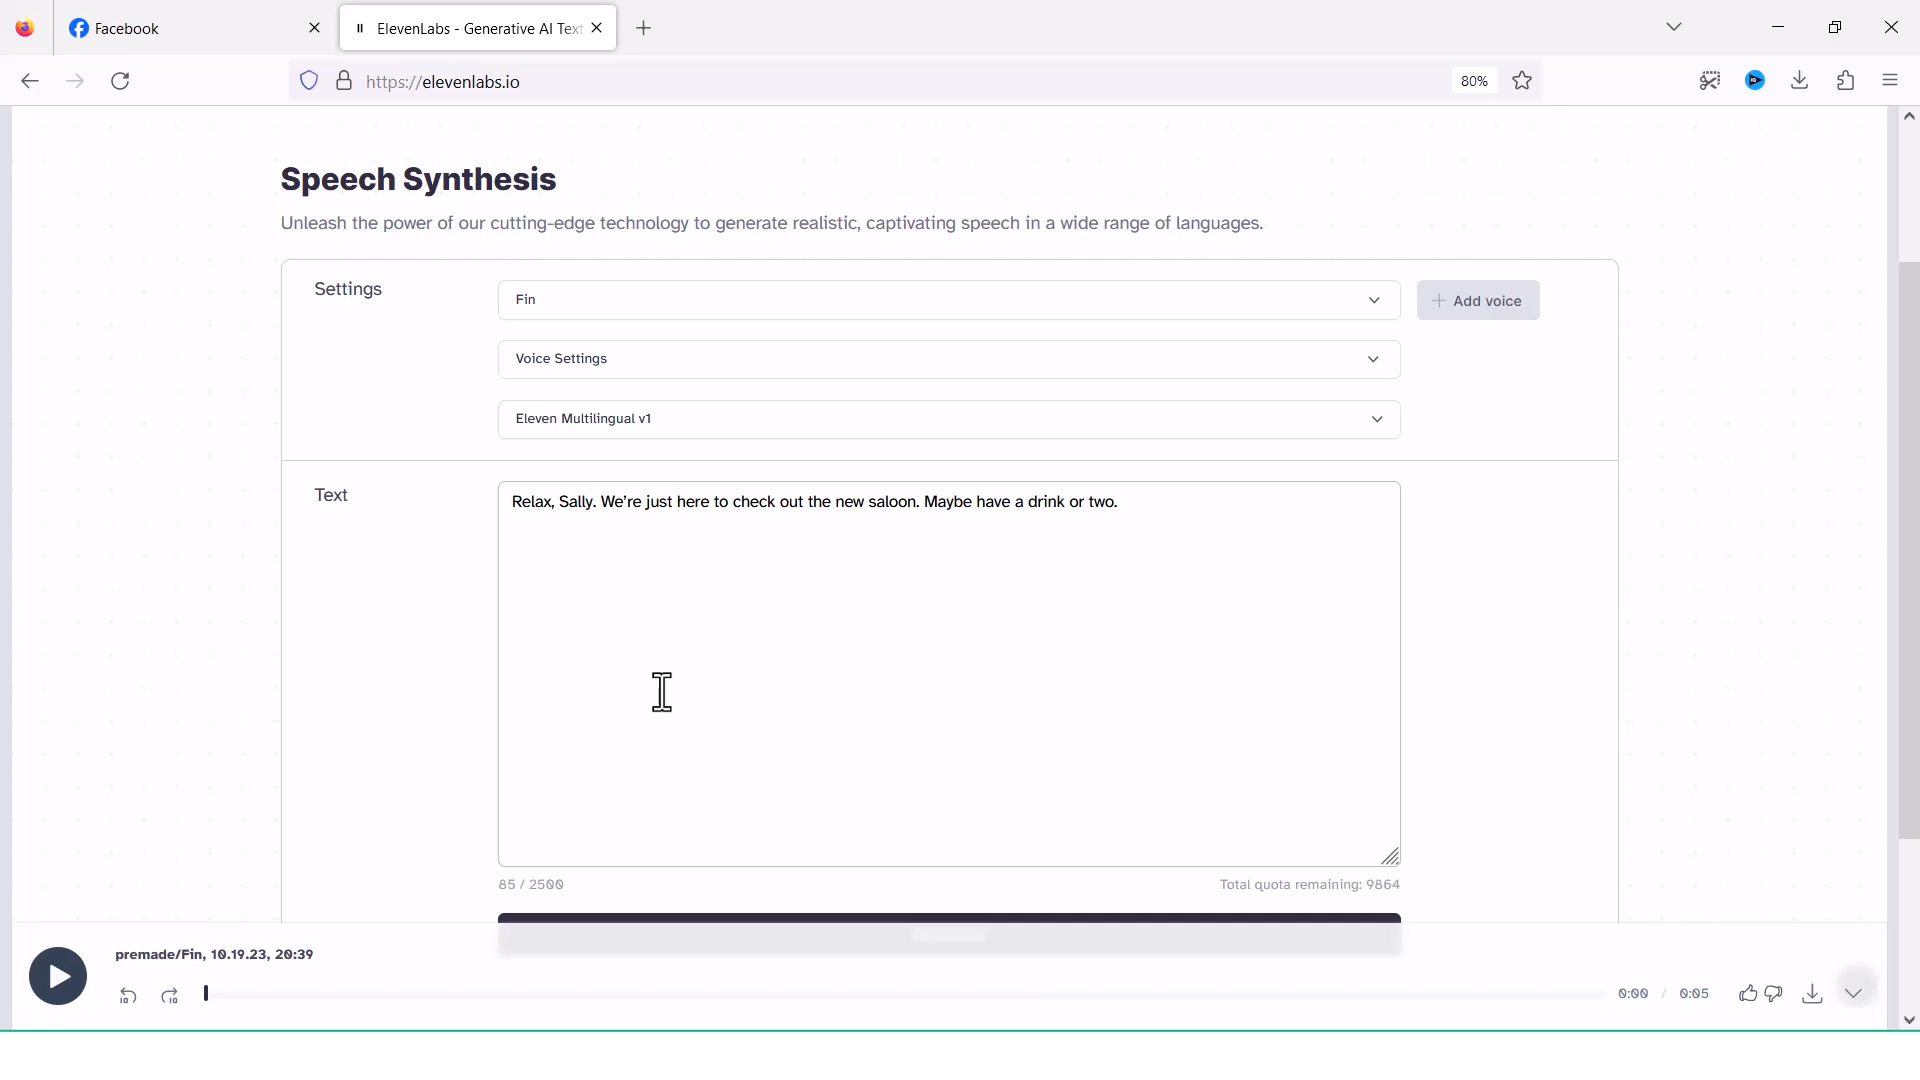 Facebook
ElevenLabs - Generative AI Text
https://elevenlabs.io
80%
Speech Synthesis
Unleash the power of our cutting-edge technology to generate realistic, captivating speech in a wide range of languages.
Settings
Fin
Add voice
Voice Settings
Eleven Multilingual v1
Text
Relax, Sally. We’re just here to check out the new saloon. Maybe have a drink or two.
85 / 2500
Total quota remaining: 9864
premade/Fin, 10.19.23, 20:39
10
10
0:00 / 0:05